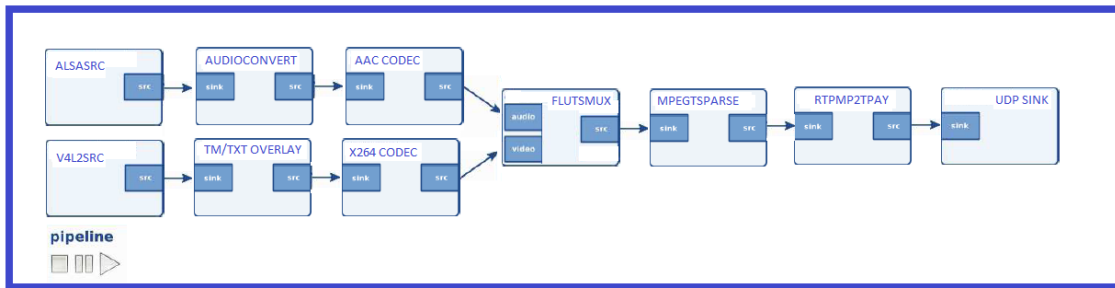 ALSASRC
src
AUDIOCONVERT
sink
src
AAC CODEC
sink
src
V4L2SRC
src
TM/TXT OVERLAY
sink
src
X264 CODEC
sink
src
FLUTSMUX
audio
video
src
MPEGTSPARSE
sink
src
RTPMP2TPAY
sink
src
UDP SINK
sink
pipeline